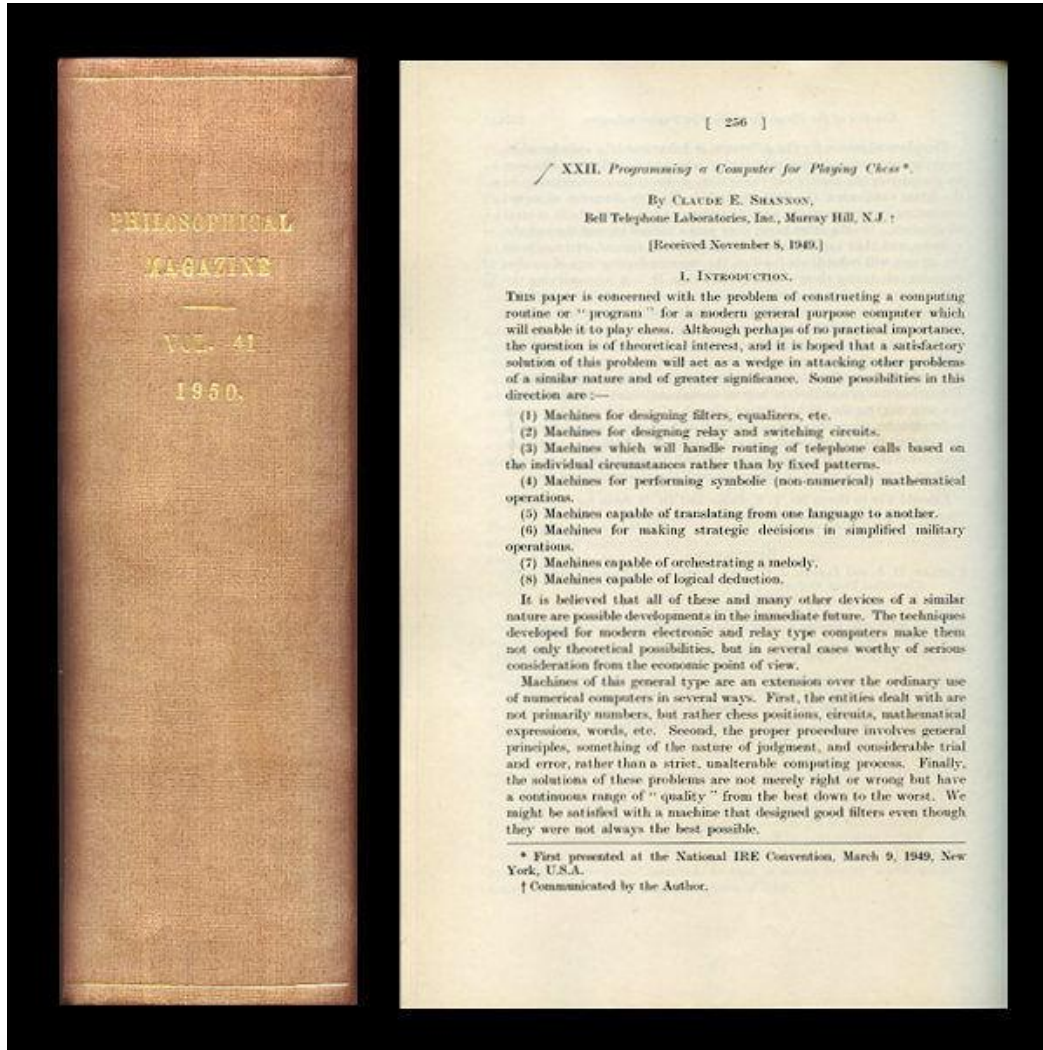 PHILOSOPHICAL
MAGAZINE
VOL. 41.
1950.
[ 256 ]
XXII. Programming a Computer for Playing Chess*.
By CLAUDE E. SHANNON,
Bell Telephone Laboratories, Inc., Murray Hill, N.J. †
[Received November 8, 1949.]
1. INTRODUCTION.
THIS paper is concerned with the problem of constructing a computing
routine or “ program ” for a modern general purpose computer which
will enable it to play chess. Although perhaps of no practical importance,
the question is of theoretical interest, and it is hoped that a satisfactory
solution of this problem will act as a wedge in attacking other problems
of a similar nature and of greater significance. Some possibilities in this
direction are :—
(1) Machines for designing filters, equalizers, etc.
(2) Machines for designing relay and switching circuits.
(3) Machines which will handle routing of telephone calls based on
the individual circumstances rather than by fixed patterns.
(4) Machines for performing symbolic (non-numerical) mathematical
operations.
(5) Machines capable of translating from one language to another.
(6) Machines for making strategic decisions in simplified military
operations.
(7) Machines capable of orchestrating a melody.
(8) Machines capable of logical deduction.
It is believed that all of these and many other devices of a similar
nature are possible developments in the immediate future. The techniques
developed for modern electronic and relay type computers make them
not only theoretical possibilities, but in several cases worthy of serious
consideration from the economic point of view.
Machines of this general type are an extension over the ordinary use
of numerical computers in several ways. First, the entities dealt with are
not primarily numbers, but rather chess positions, circuits, mathematical
expressions, words, etc. Second, the proper procedure involves general
principles, something of the nature of judgment, and considerable trial
and error, rather than a strict, unalterable computing process. Finally,
the solutions of these problems are not merely right or wrong but have
a continuous range of “ quality ” from the best down to the worst. We
might be satisfied with a machine that designed good filters even though
they were not always the best possible.
* First presented at the National IRE Convention, March 9, 1949, New
York, U.S.A.
† Communicated by the Author.